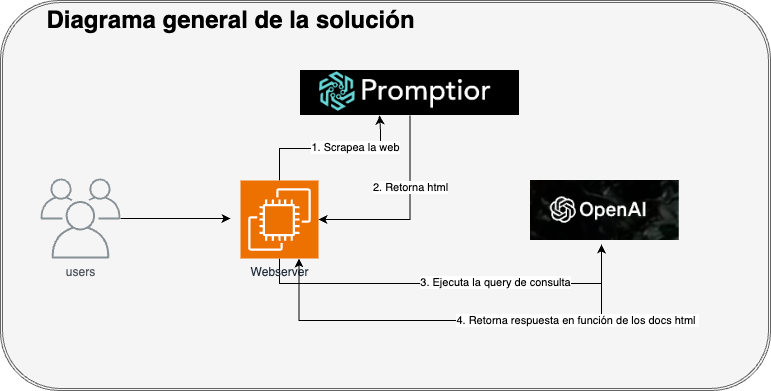 Diagrama general de la solución
Promptior
1. Scrapea la web
2. Retorna html
OpenAI
users
Webserver
3. Ejecuta la query de consulta
4. Retorna respuesta en función de los docs html